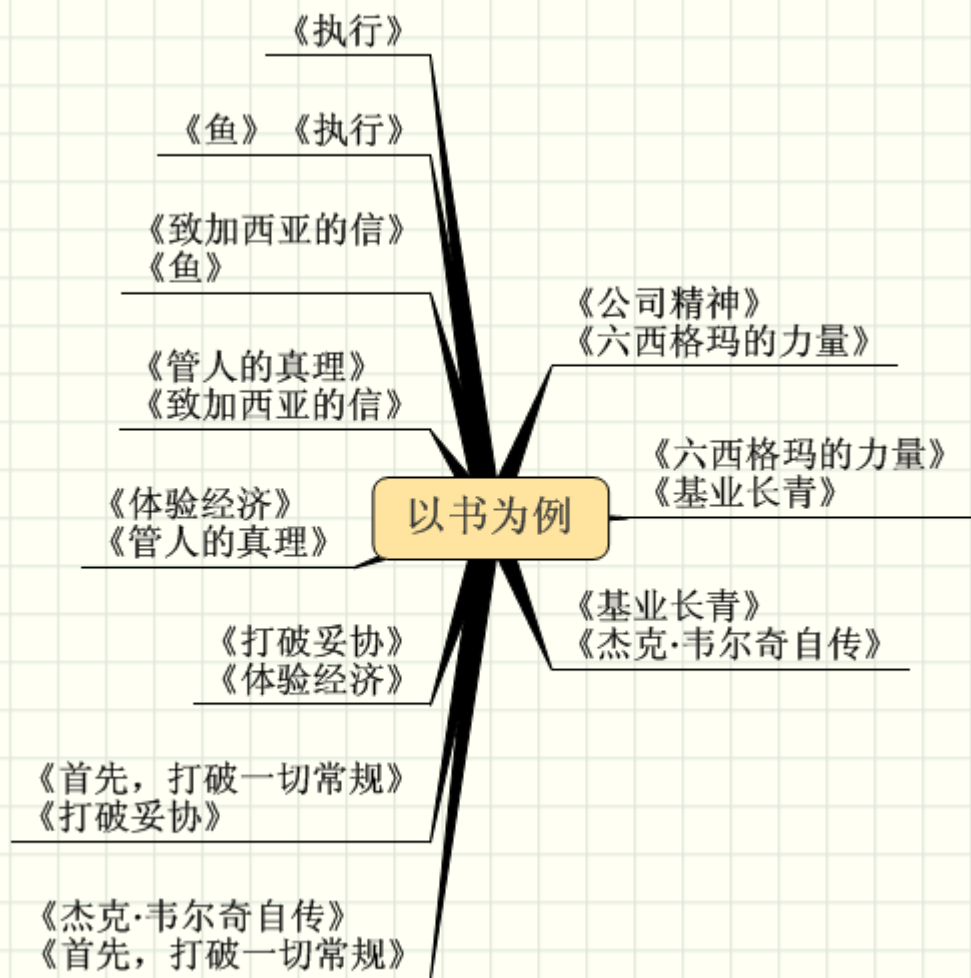 《执行》
《鱼》《执行》
《致加西亚的信》
《鱼》
《管人的真理》
《致加西亚的信》
《体验经济》
《管人的真理》
《打破妥协》
《体验经济》
《首先，打破一切常规》
《打破妥协》
《杰克·韦尔奇自传》
《首先，打破一切常规》
以书为例
《公司精神》
《六西格玛的力量》
《六西格玛的力量》
《基业长青》
《基业长青》
《杰克·韦尔奇自传》